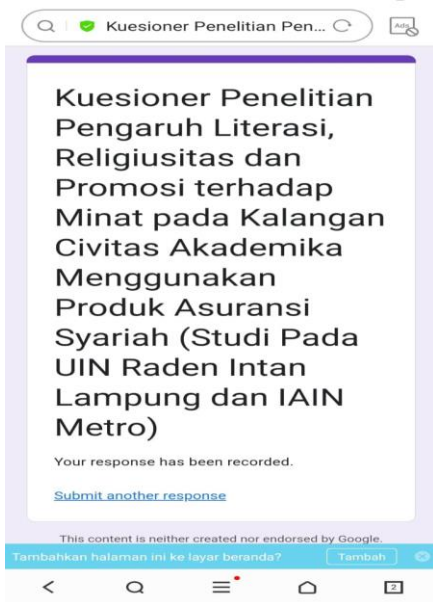 Kuesioner Penelitian Pen...
Ads
Kuesioner Penelitian
Pengaruh Literasi,
Religiusitas dan
Promosi terhadap
Minat pada Kalangan
Civitas Akademika
Menggunakan
Produk Asuransi
Syariah (Studi Pada
UIN Raden Intan
Lampung dan IAIN
Metro)
Your response has been recorded.
Submit another response
This content is neither created nor endorsed by Google.
Tambahkan halaman ini ke layar beranda?
Tambah
2